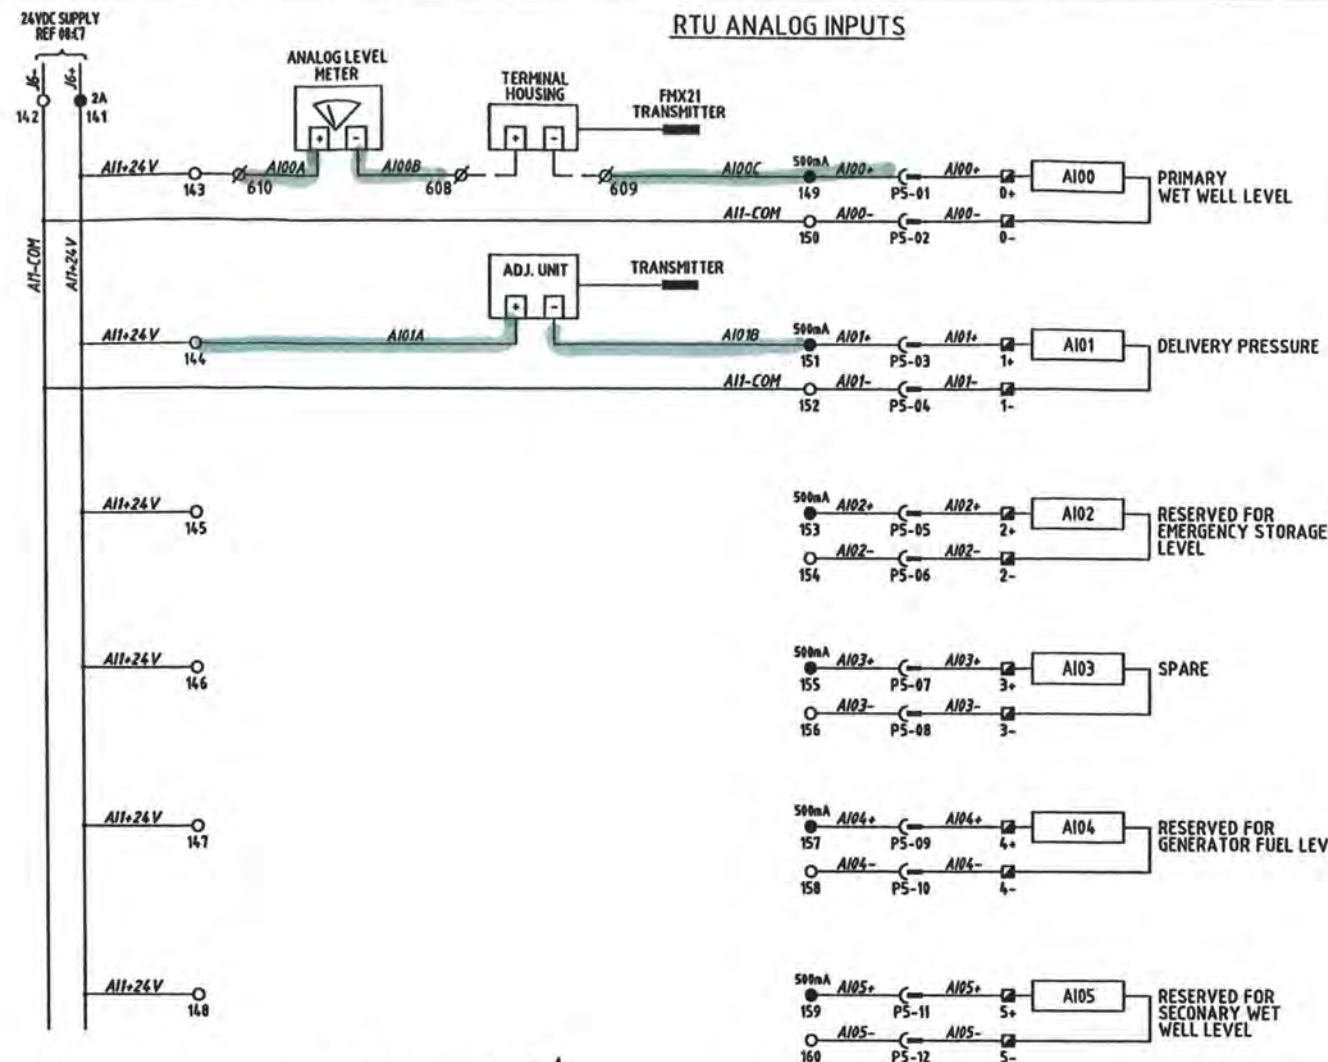 RTU ANALOG INPUTS
24VDC SUPPLY
REF 08:C7
J6-
J6+
142
2A
141
ANALOG LEVEL
METER
+ -
TERMINAL
HOUSING
+ -
FMX21
TRANSMITTER
AI1+24V
143
610
AI00A
AI00B
608
609
AI00C
500mA
149
AI00+
P5-01
AI00+
0+
AI00
PRIMARY
WET WELL LEVEL
AI1-COM
150
AI00-
P5-02
AI00-
0-
AI1-COM
AI1+24V
ADJ. UNIT
+ -
TRANSMITTER
AI1+24V
144
AI01A
AI01B
500mA
151
AI01+
P5-03
AI01+
1+
AI01
DELIVERY PRESSURE
AI1-COM
152
AI01-
P5-04
AI01-
1-
AI1+24V
145
500mA
153
AI02+
P5-05
AI02+
2+
AI02
RESERVED FOR
EMERGENCY STORAGE
LEVEL
154
AI02-
P5-06
AI02-
2-
AI1+24V
146
500mA
155
AI03+
P5-07
AI03+
3+
AI03
SPARE
156
AI03-
P5-08
AI03-
3-
AI1+24V
147
500mA
157
AI04+
P5-09
AI04+
4+
AI04
RESERVED FOR
GENERATOR FUEL LEV
158
AI04-
P5-10
AI04-
4-
AI1+24V
148
500mA
159
AI05+
P5-11
AI05+
5+
AI05
RESERVED FOR
SECONARY WET
WELL LEVEL
160
AI05-
P5-12
AI05-
5-